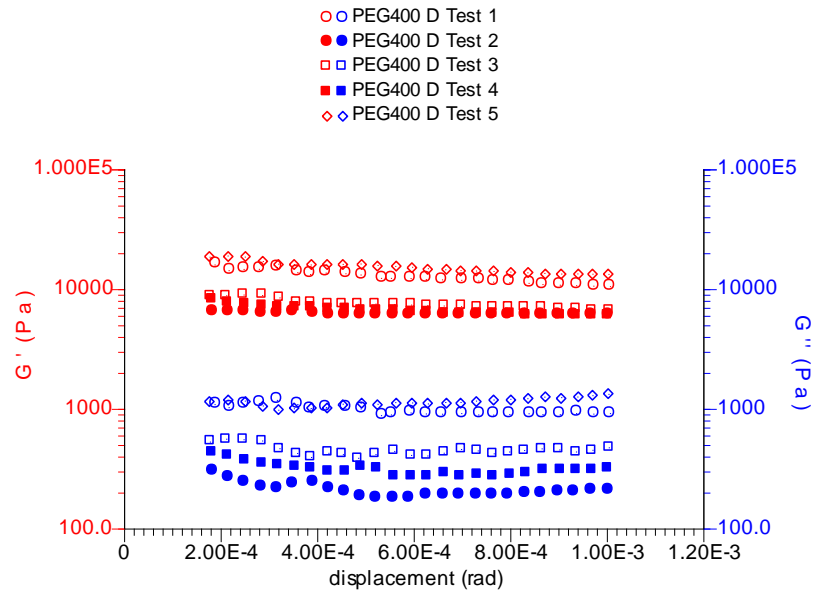 PEG400 D Test 1
PEG400 D Test 2
PEG400 D Test 3
PEG400 D Test 4
PEG400 D Test 5
1.000E5
10000
1000
100.0
G' (Pa)
1.000E5
10000
1000
100.0
G'' (Pa)
0
2.00E-4
4.00E-4
6.00E-4
8.00E-4
1.00E-3
1.20E-3
displacement (rad)